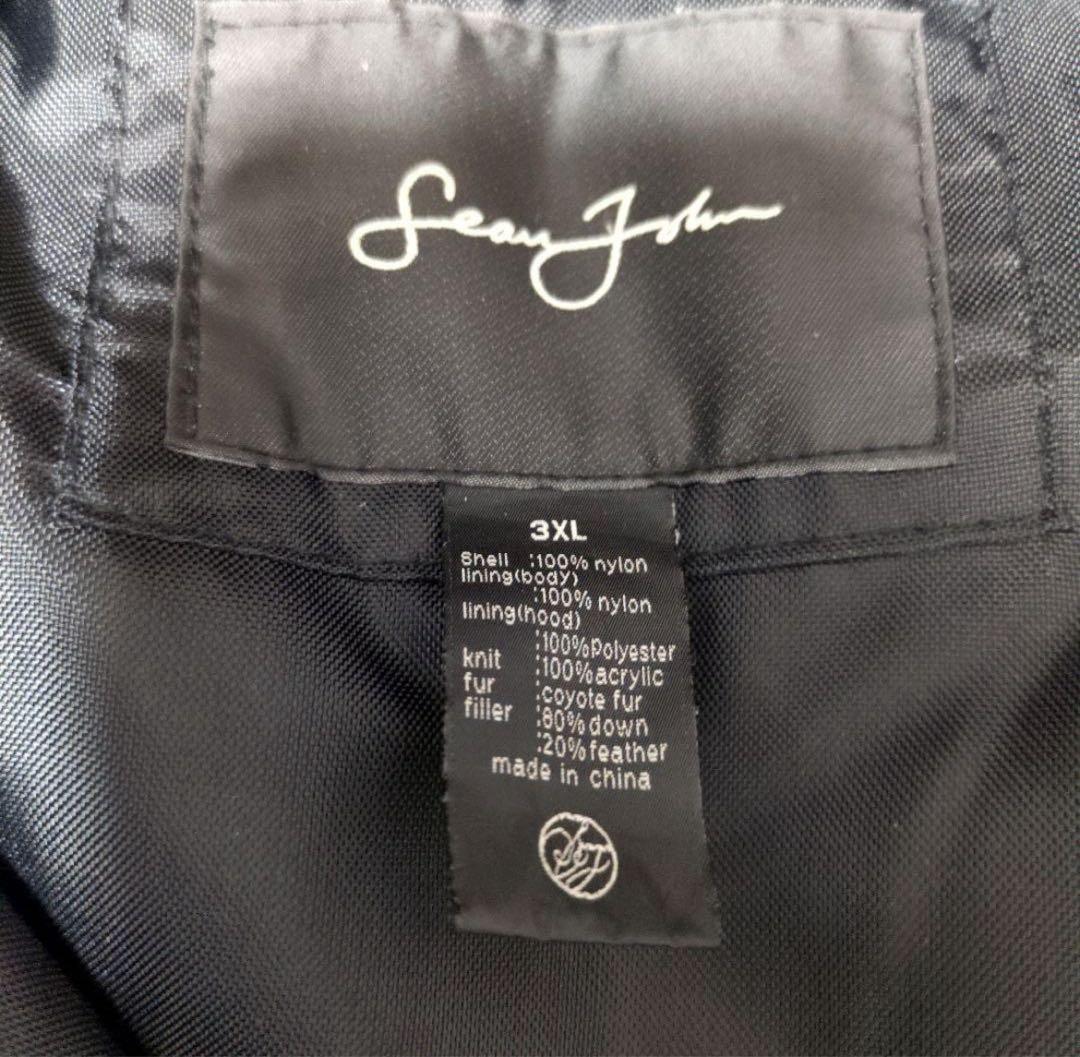 Sean John
3XL
Shell :100% nylon
lining(body)
:100% nylon
lining(hood)
:100%polyester
knit :100%acrylic
fur :coyote fur
filler :80%down
:20%feather
made in china